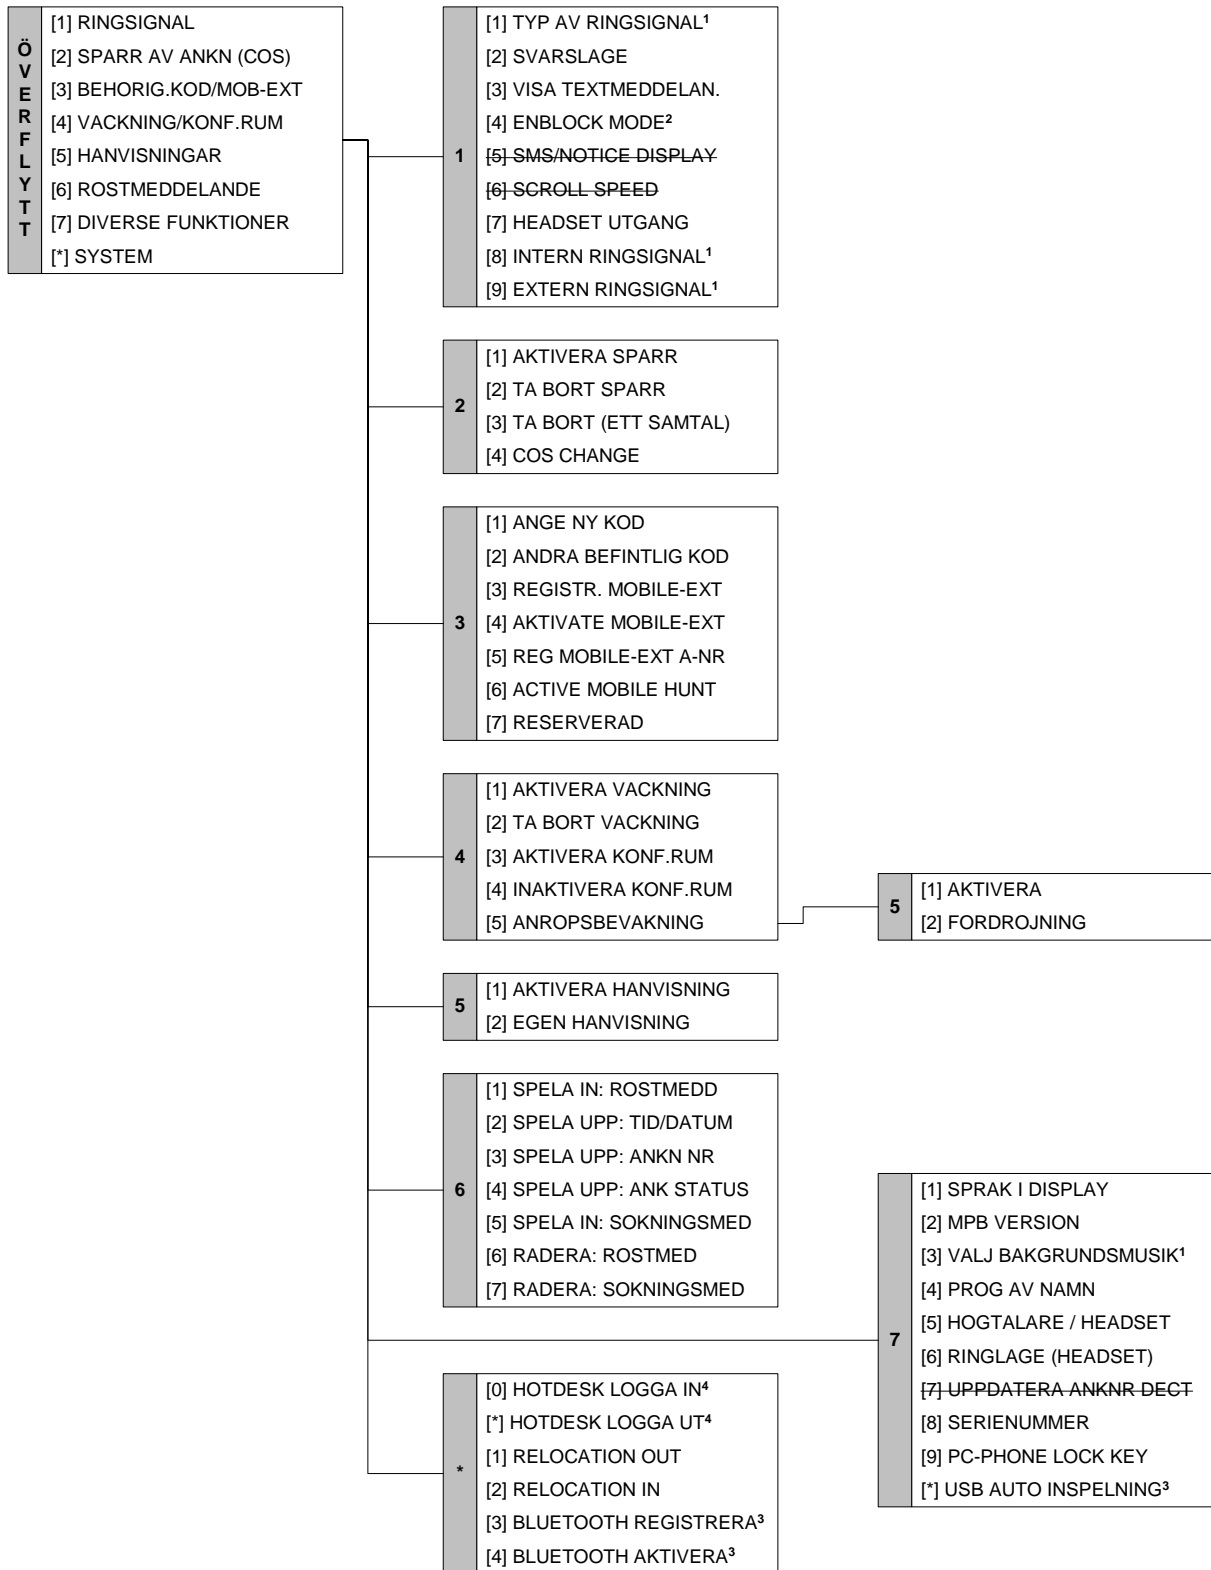 ÖVERFLYTT
[1] RINGSIGNAL
[2] SPARR AV ANKN (COS)
[3] BEHORIG.KOD/MOB-EXT
[4] VACKNING/KONF.RUM
[5] HANVISNINGAR
[6] ROSTMEDDELANDE
[7] DIVERSE FUNKTIONER
[*] SYSTEM
1
[1] TYP AV RINGSIGNAL¹
[2] SVARSLAGE
[3] VISA TEXTMEDDELAN.
[4] ENBLOCK MODE²
[5] SMS/NOTICE DISPLAY
[6] SCROLL SPEED
[7] HEADSET UTGANG
[8] INTERN RINGSIGNAL¹
[9] EXTERN RINGSIGNAL¹
2
[1] AKTIVERA SPARR
[2] TA BORT SPARR
[3] TA BORT (ETT SAMTAL)
[4] COS CHANGE
3
[1] ANGE NY KOD
[2] ANDRA BEFINTLIG KOD
[3] REGISTR. MOBILE-EXT
[4] AKTIVATE MOBILE-EXT
[5] REG MOBILE-EXT A-NR
[6] ACTIVE MOBILE HUNT
[7] RESERVERAD
4
[1] AKTIVERA VACKNING
[2] TA BORT VACKNING
[3] AKTIVERA KONF.RUM
[4] INAKTIVERA KONF.RUM
[5] ANROPSBEVAKNING
5
[1] AKTIVERA
[2] FORDROJNING
5
[1] AKTIVERA HANVISNING
[2] EGEN HANVISNING
6
[1] SPELA IN: ROSTMEDD
[2] SPELA UPP: TID/DATUM
[3] SPELA UPP: ANKN NR
[4] SPELA UPP: ANK STATUS
[5] SPELA IN: SOKNINGSMED
[6] RADERA: ROSTMED
[7] RADERA: SOKNINGSMED
7
[1] SPRAK I DISPLAY
[2] MPB VERSION
[3] VALJ BAKGRUNDSMUSIK¹
[4] PROG AV NAMN
[5] HOGTALARE / HEADSET
[6] RINGLAGE (HEADSET)
[7] UPPDATERA ANKNR DECT
[8] SERIENUMMER
[9] PC-PHONE LOCK KEY
[*] USB AUTO INSPELNING³
*
[0] HOTDESK LOGGA IN⁴
[*] HOTDESK LOGGA UT⁴
[1] RELOCATION OUT
[2] RELOCATION IN
[3] BLUETOOTH REGISTRERA³
[4] BLUETOOTH AKTIVERA³